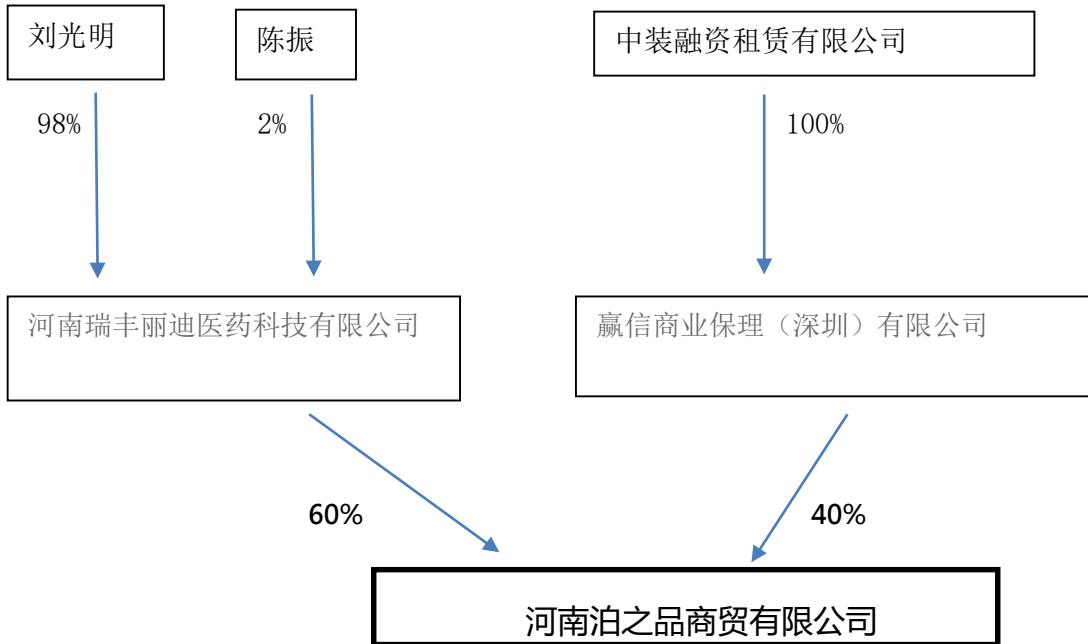 刘光明
陈振
中装融资租赁有限公司
98%
2%
100%
河南瑞丰丽迪医药科技有限公司
赢信商业保理（深圳）有限公司
60%
40%
河南泊之品商贸有限公司